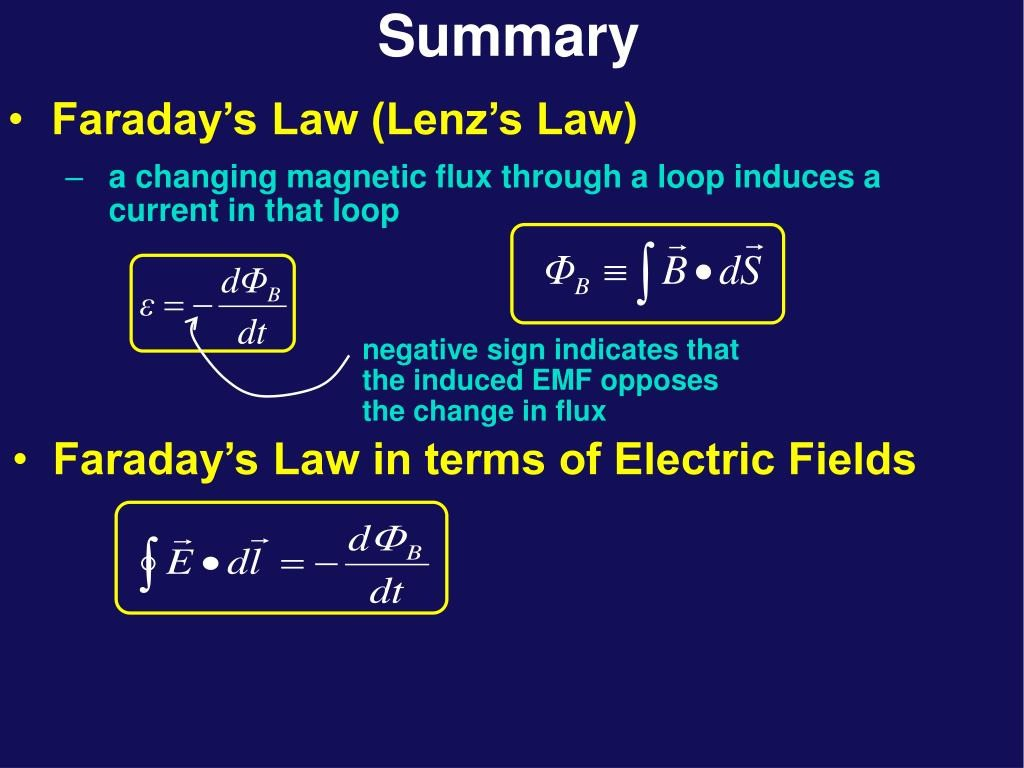 Summary
• Faraday’s Law (Lenz’s Law)
– a changing magnetic flux through a loop induces a
current in that loop
Φ_B ≡ ∫ B⃗ • dS⃗
ε = − dΦ_B / dt
negative sign indicates that
the induced EMF opposes
the change in flux
• Faraday’s Law in terms of Electric Fields
∮ E⃗ • dl⃗ = − dΦ_B / dt